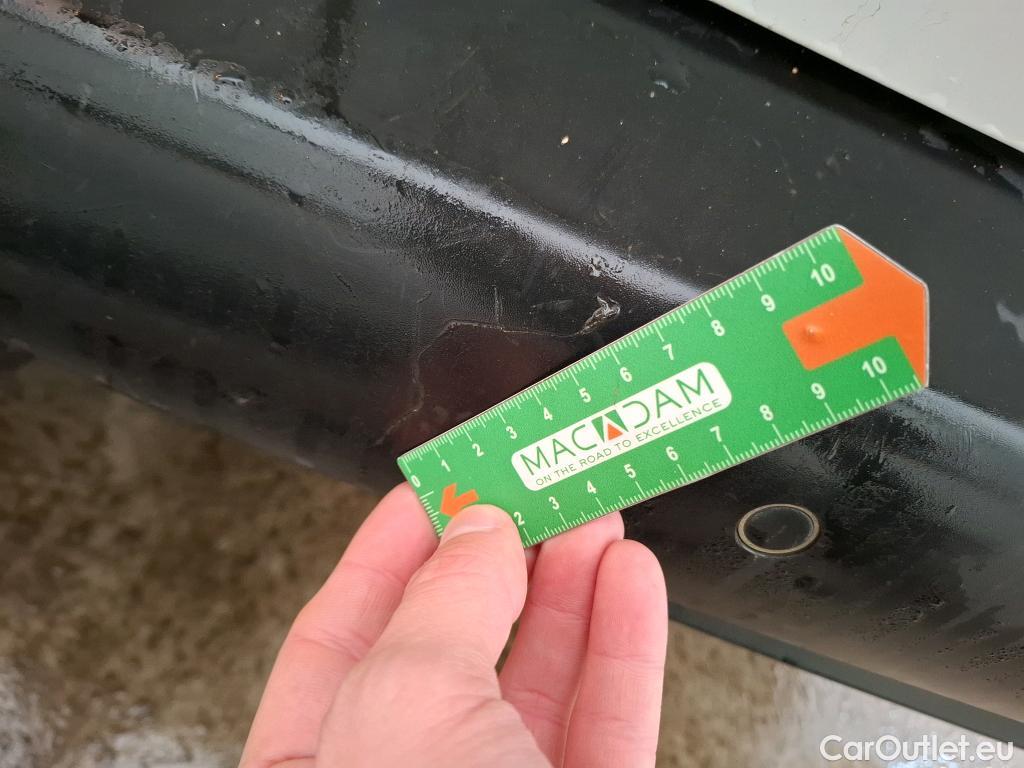 0 1 2 3 4 5 6 7 8 9 10
MACADAM
ON THE ROAD TO EXCELLENCE
2 3 4 5 6 7 8 9 10
CarOutlet.eu